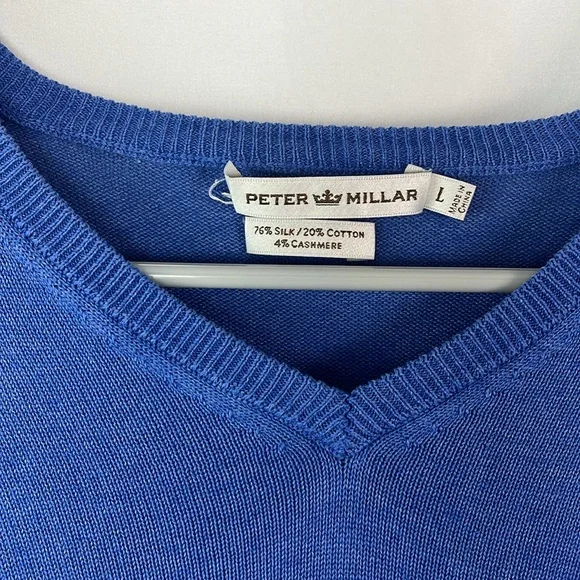 PETER MILLAR
L
MADE IN
CHINA
76% SILK / 20% COTTON
4% CASHMERE